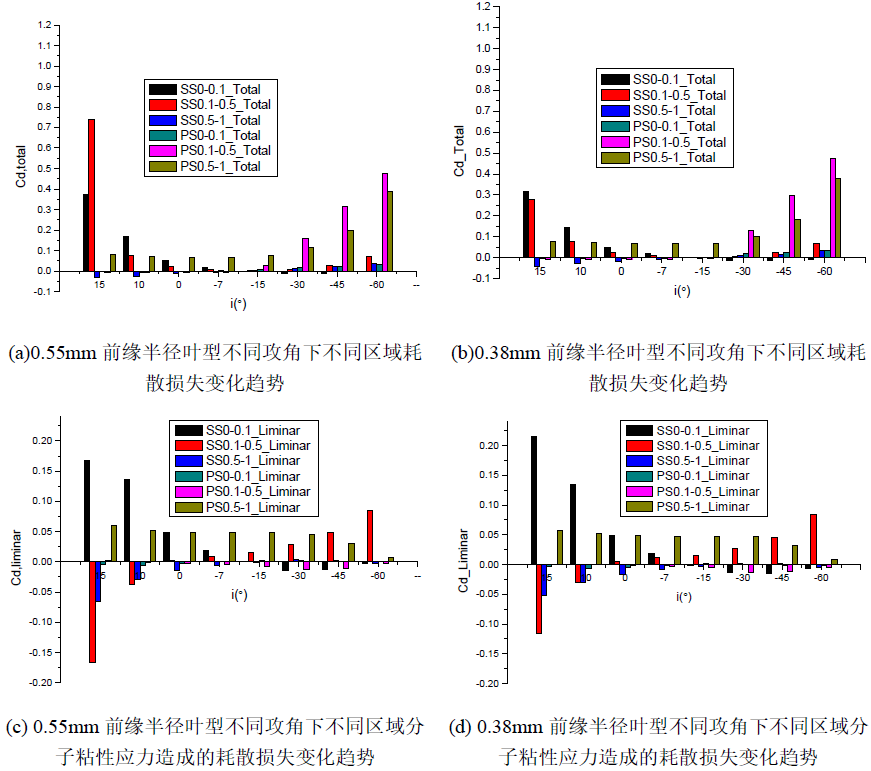 1.2
1.1
1.0
0.9
0.8
0.7
0.6
0.5
0.4
0.3
0.2
0.1
0.0
-0.1
Cd,total
SS0-0.1_Total
SS0.1-0.5_Total
SS0.5-1_Total
PS0-0.1_Total
PS0.1-0.5_Total
PS0.5-1_Total
15 10 0 -7 -15 -30 -45 -60 --
i(°)
(a)0.55mm 前缘半径叶型不同攻角下不同区域耗
散损失变化趋势
1.2
1.1
1.0
0.9
0.8
0.7
0.6
0.5
0.4
0.3
0.2
0.1
0.0
-0.1
Cd_Total
SS0-0.1_Total
SS0.1-0.5_Total
SS0.5-1_Total
PS0-0.1_Total
PS0.1-0.5_Total
PS0.5-1_Total
15 10 0 -7 -15 -30 -45 -60
i(°)
(b)0.38mm 前缘半径叶型不同攻角下不同区域耗
散损失变化趋势
0.20
0.15
0.10
0.05
0.00
-0.05
-0.10
-0.15
-0.20
Cd,liminar
SS0-0.1_Liminar
SS0.1-0.5_Liminar
SS0.5-1_Liminar
PS0-0.1_Liminar
PS0.1-0.5_Liminar
PS0.5-1_Liminar
5 0 0 -7 -15 -30 -45 -60 --
i(°)
(c) 0.55mm 前缘半径叶型不同攻角下不同区域分
子粘性应力造成的耗散损失变化趋势
0.20
0.15
0.10
0.05
0.00
-0.05
-0.10
-0.15
-0.20
Cd_Liminar
SS0-0.1_Liminar
SS0.1-0.5_Liminar
SS0.5-1_Liminar
PS0-0.1_Liminar
PS0.1-0.5_Liminar
PS0.5-1_Liminar
5 0 0 -7 -15 -30 -45 -60
i(°)
(d) 0.38mm 前缘半径叶型不同攻角下不同区域分
子粘性应力造成的耗散损失变化趋势